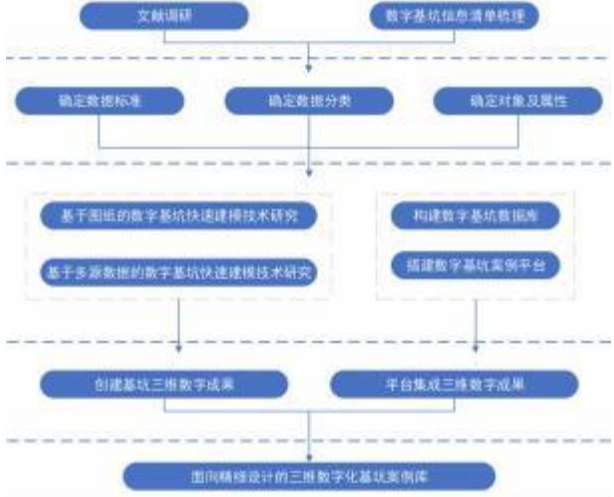 文献调研
数字基坑信息清单梳理
确定数据标准
确定数据分类
确定对象及属性
基于图纸的数字基坑快速建模技术研究
构建数字基坑数据库
基于多源数据的数字基坑快速建模技术研究
搭建数字基坑案例平台
创建基坑三维数字成果
平台集成三维数字成果
面向精细设计的三维数字化基坑案例库